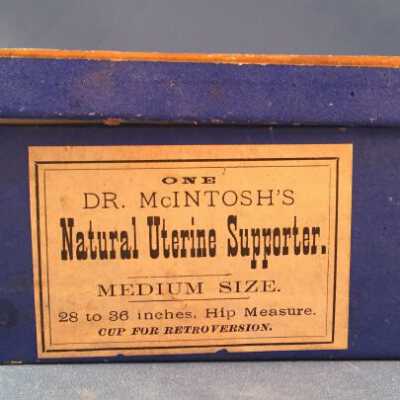 ONE
DR. McINTOSH'S
Natural Uterine Supporter.
MEDIUM SIZE.
28 to 36 inches. Hip Measure.
CUP FOR RETROVERSION.